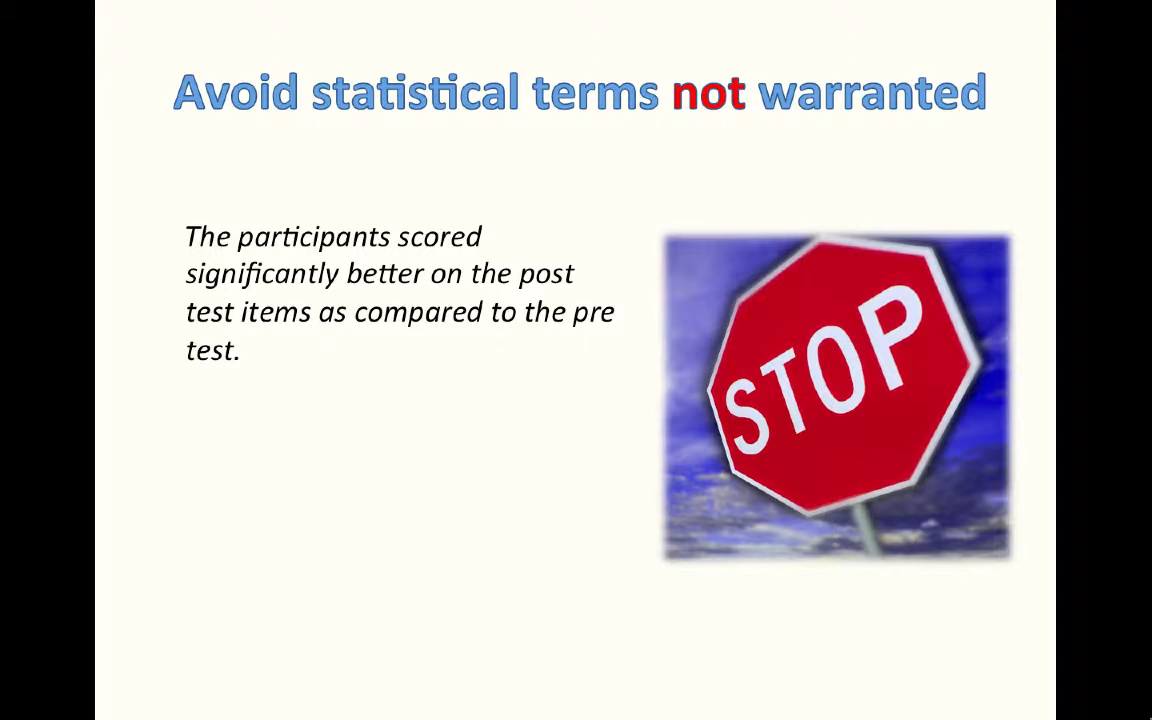 Avoid statistical terms not warranted
The participants scored
significantly better on the post
test items as compared to the pre
test.
STOP